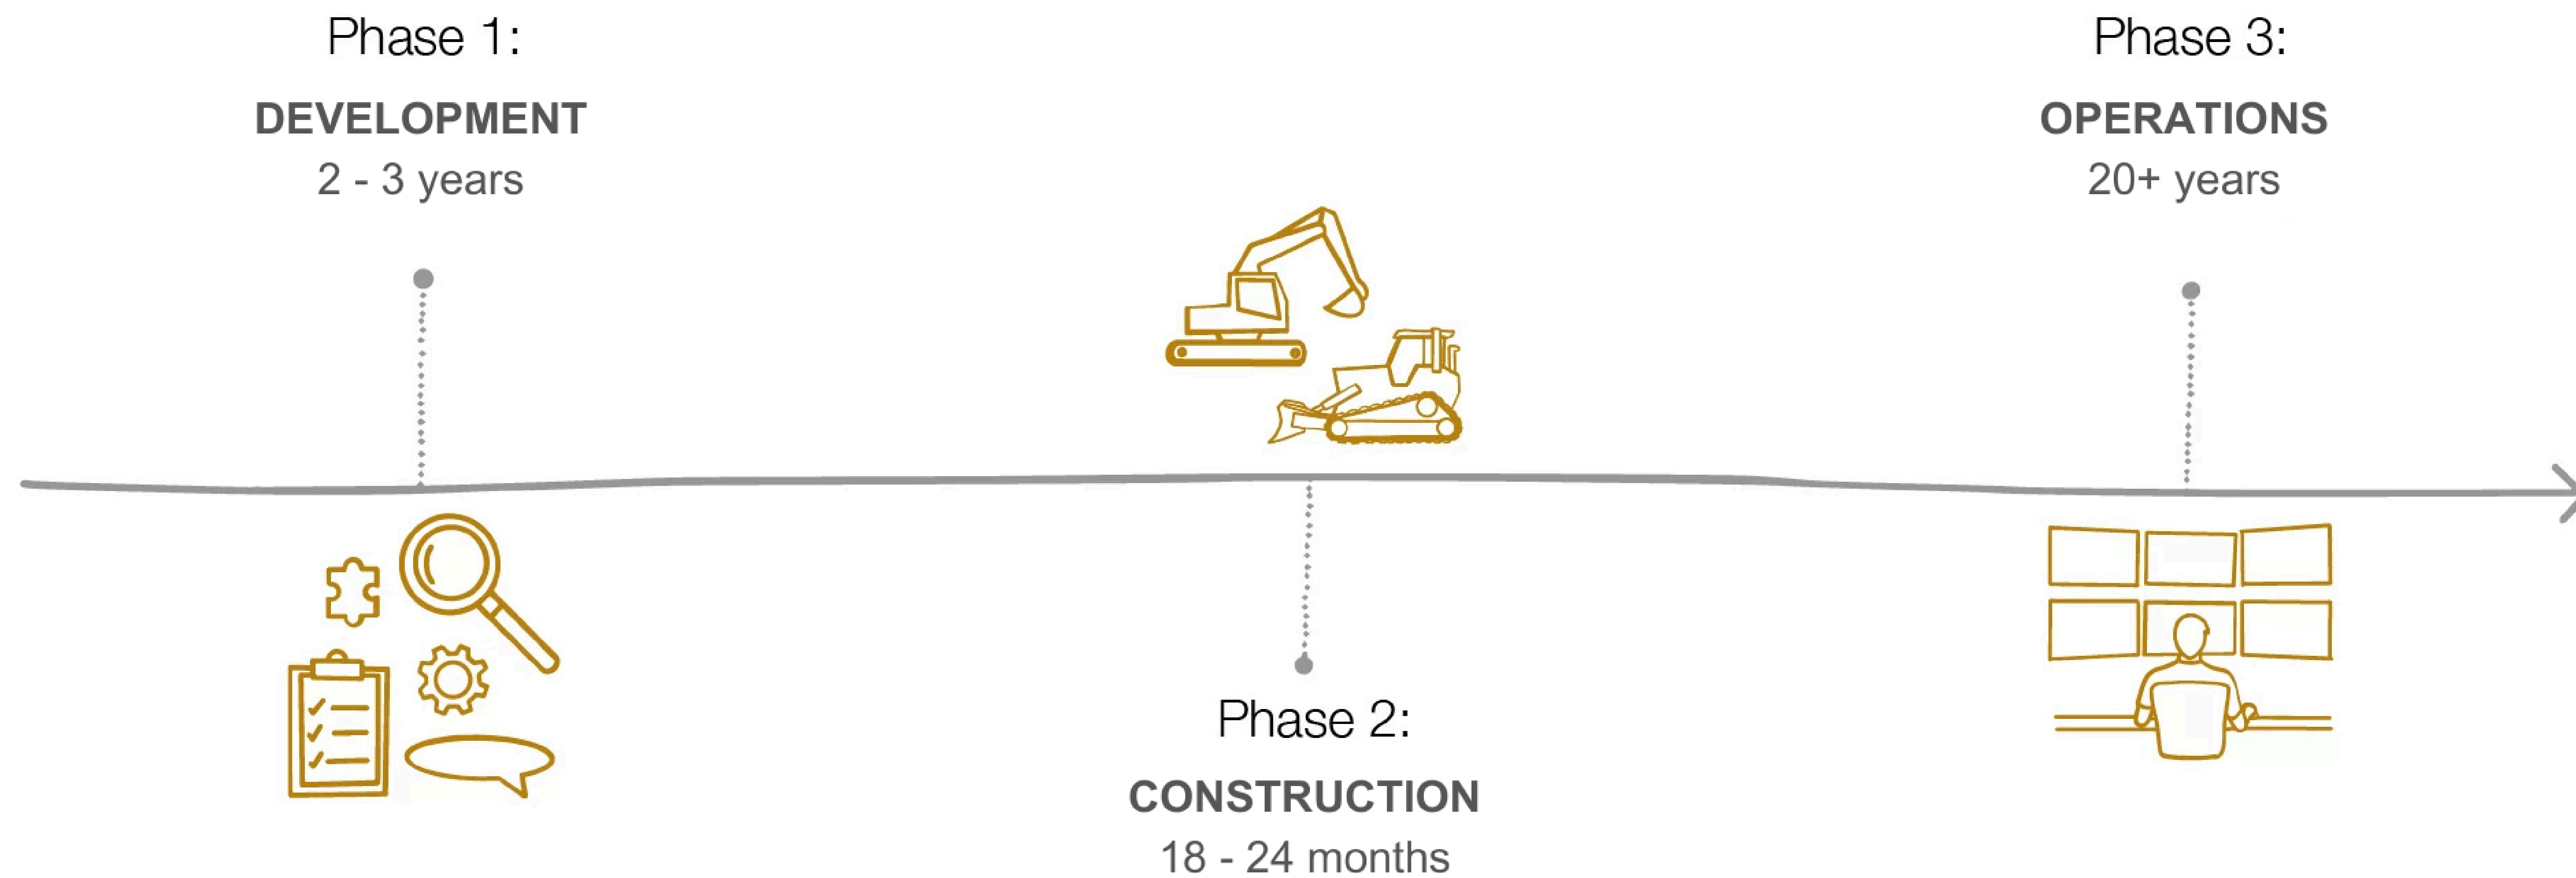 Phase 1:
DEVELOPMENT
2 - 3 years
Phase 2:
CONSTRUCTION
18 - 24 months
Phase 3:
OPERATIONS
20+ years